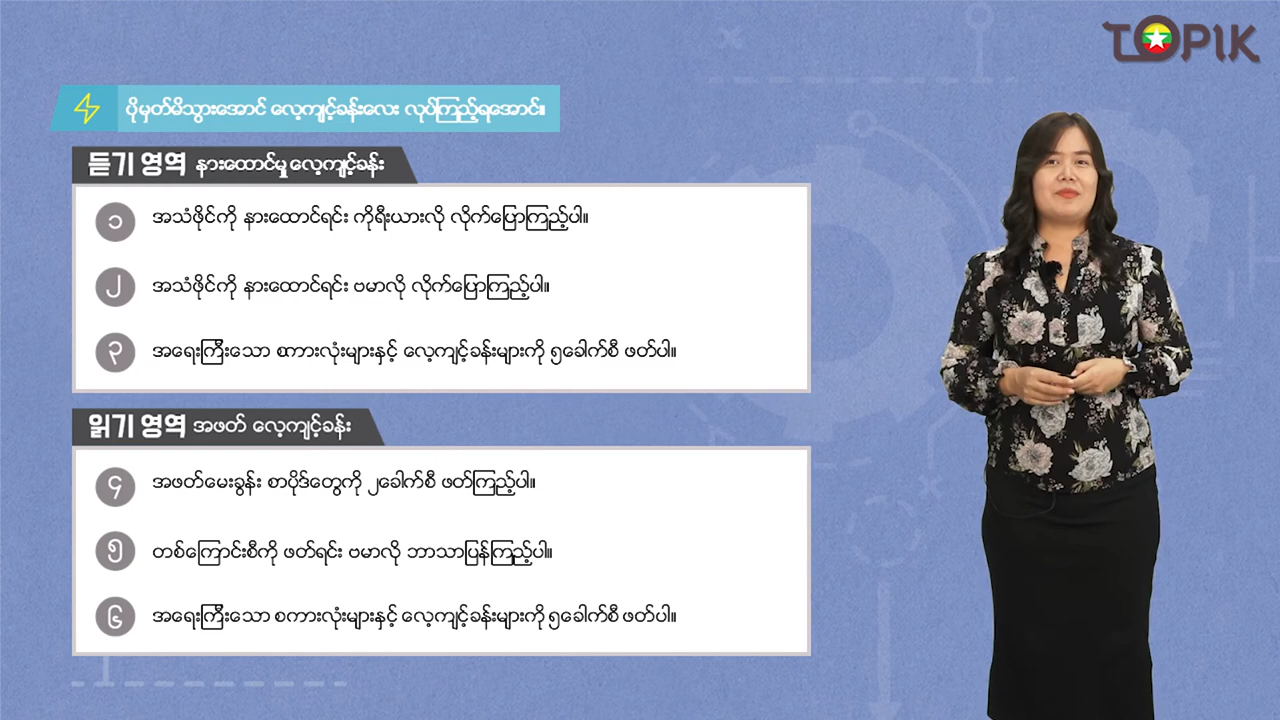 TOPIK
ပိုမှတ်မိသွားအောင် လေ့ကျင့်ခန်းလေး လုပ်ကြည့်ရအောင်။
듣기 영역 နားထောင်မှု လေ့ကျင့်ခန်း
၁ အသံဖိုင်ကို နားထောင်ရင်း ကိုရီးယားလို လိုက်ပြောကြည့်ပါ။
၂ အသံဖိုင်ကို နားထောင်ရင်း ဗမာလို လိုက်ပြောကြည့်ပါ။
၃ အရေးကြီးသော စကားလုံးများနှင့် လေ့ကျင့်ခန်းများကို ၅ခေါက်စီ ဖတ်ပါ။
읽기 영역 အဖတ် လေ့ကျင့်ခန်း
၄ အဖတ်မေးခွန်း စာပိုဒ်တွေကို ၂ခေါက်စီ ဖတ်ကြည့်ပါ။
၅ တစ်ကြောင်းစီကို ဖတ်ရင်း ဗမာလို ဘာသာပြန်ကြည့်ပါ။
၆ အရေးကြီးသော စကားလုံးများနှင့် လေ့ကျင့်ခန်းများကို ၅ခေါက်စီ ဖတ်ပါ။